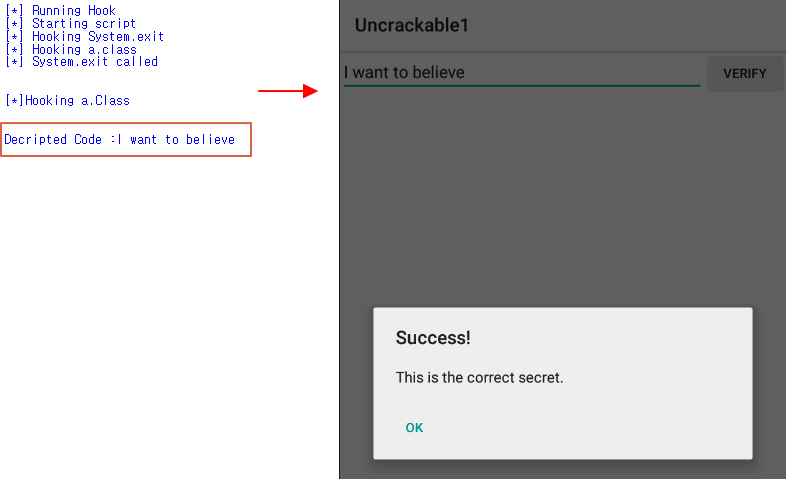 [*] Running Hook
[*] Starting script
[*] Hooking System.exit
[*] Hooking a.class
[*] System.exit called
[*]Hooking a.Class
Decripted Code :I want to believe
Uncrackable1
I want to believe
VERIFY
Success!
This is the correct secret.
OK